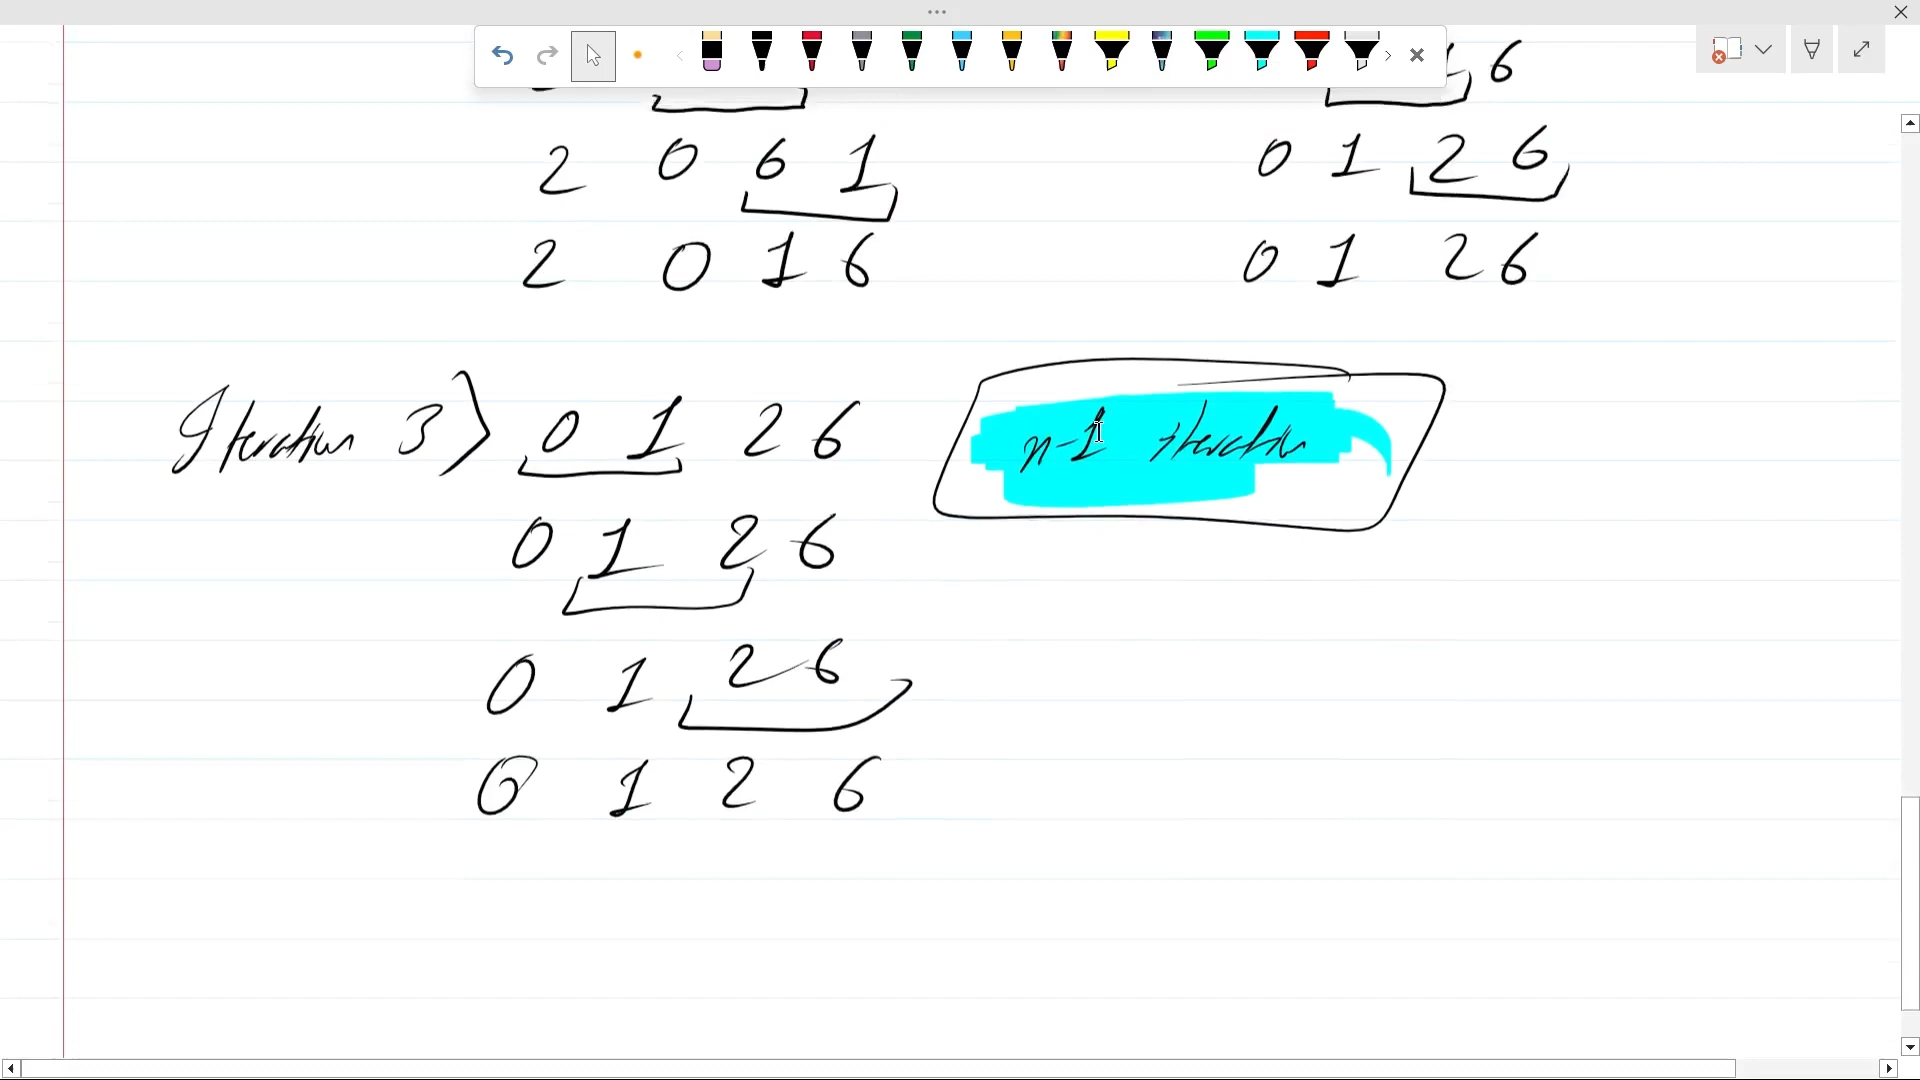 6
2 0 6 1
0 1 2 6
2 0 1 6
0 1 2 6
Iteration 3) 0 1 2 6
n-1 iteration
0 1 2 6
0 1 2 6
0 1 2 6